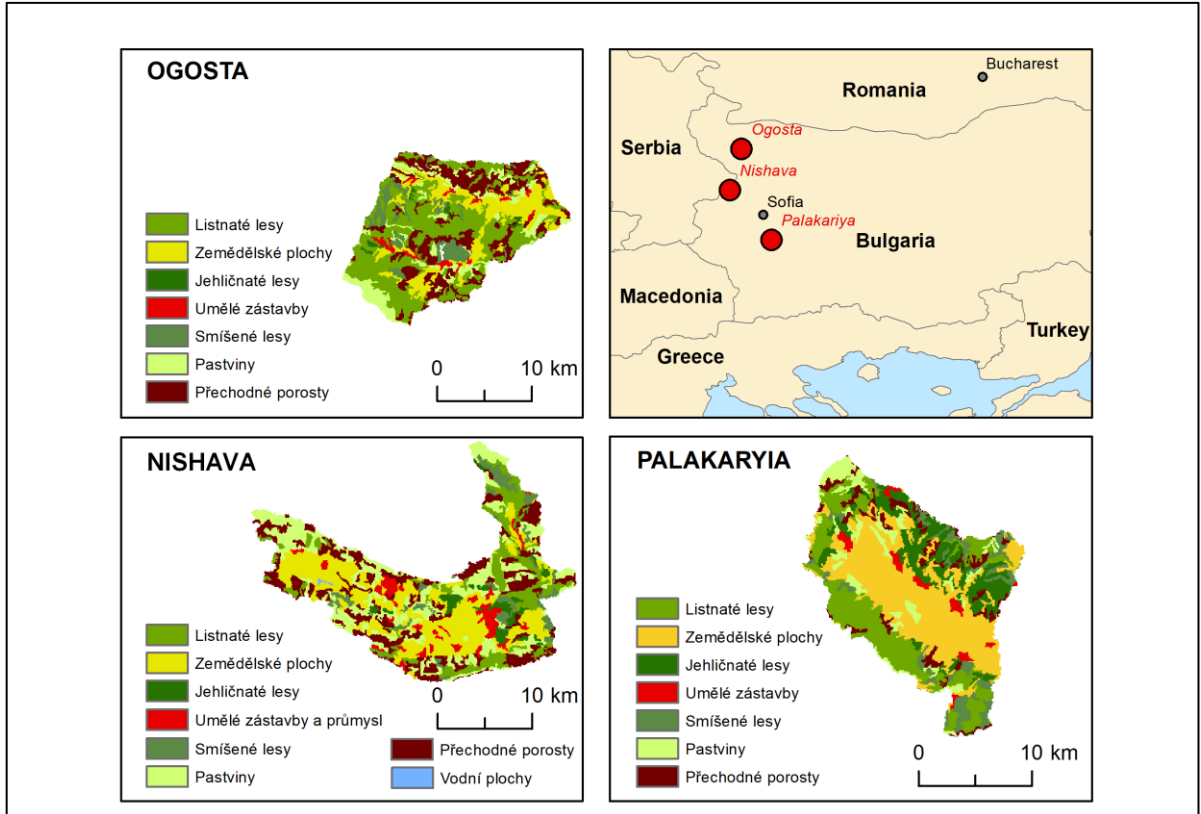 OGOSTA
Listnaté lesy
Zemědělské plochy
Jehličnaté lesy
Umělé zástavby
Smíšené lesy
Pastviny
Přechodné porosty
0 10 km
Bucharest
Romania
Ogosta
Serbia
Nishava
Sofia
Palakariya
Bulgaria
Macedonia
Turkey
Greece
NISHAVA
Listnaté lesy
Zemědělské plochy
Jehličnaté lesy
Umělé zástavby a průmysl
Smíšené lesy
Pastviny
Přechodné porosty
Vodní plochy
0 10 km
PALAKARYIA
Listnaté lesy
Zemědělské plochy
Jehličnaté lesy
Umělé zástavby
Smíšené lesy
Pastviny
Přechodné porosty
0 10 km